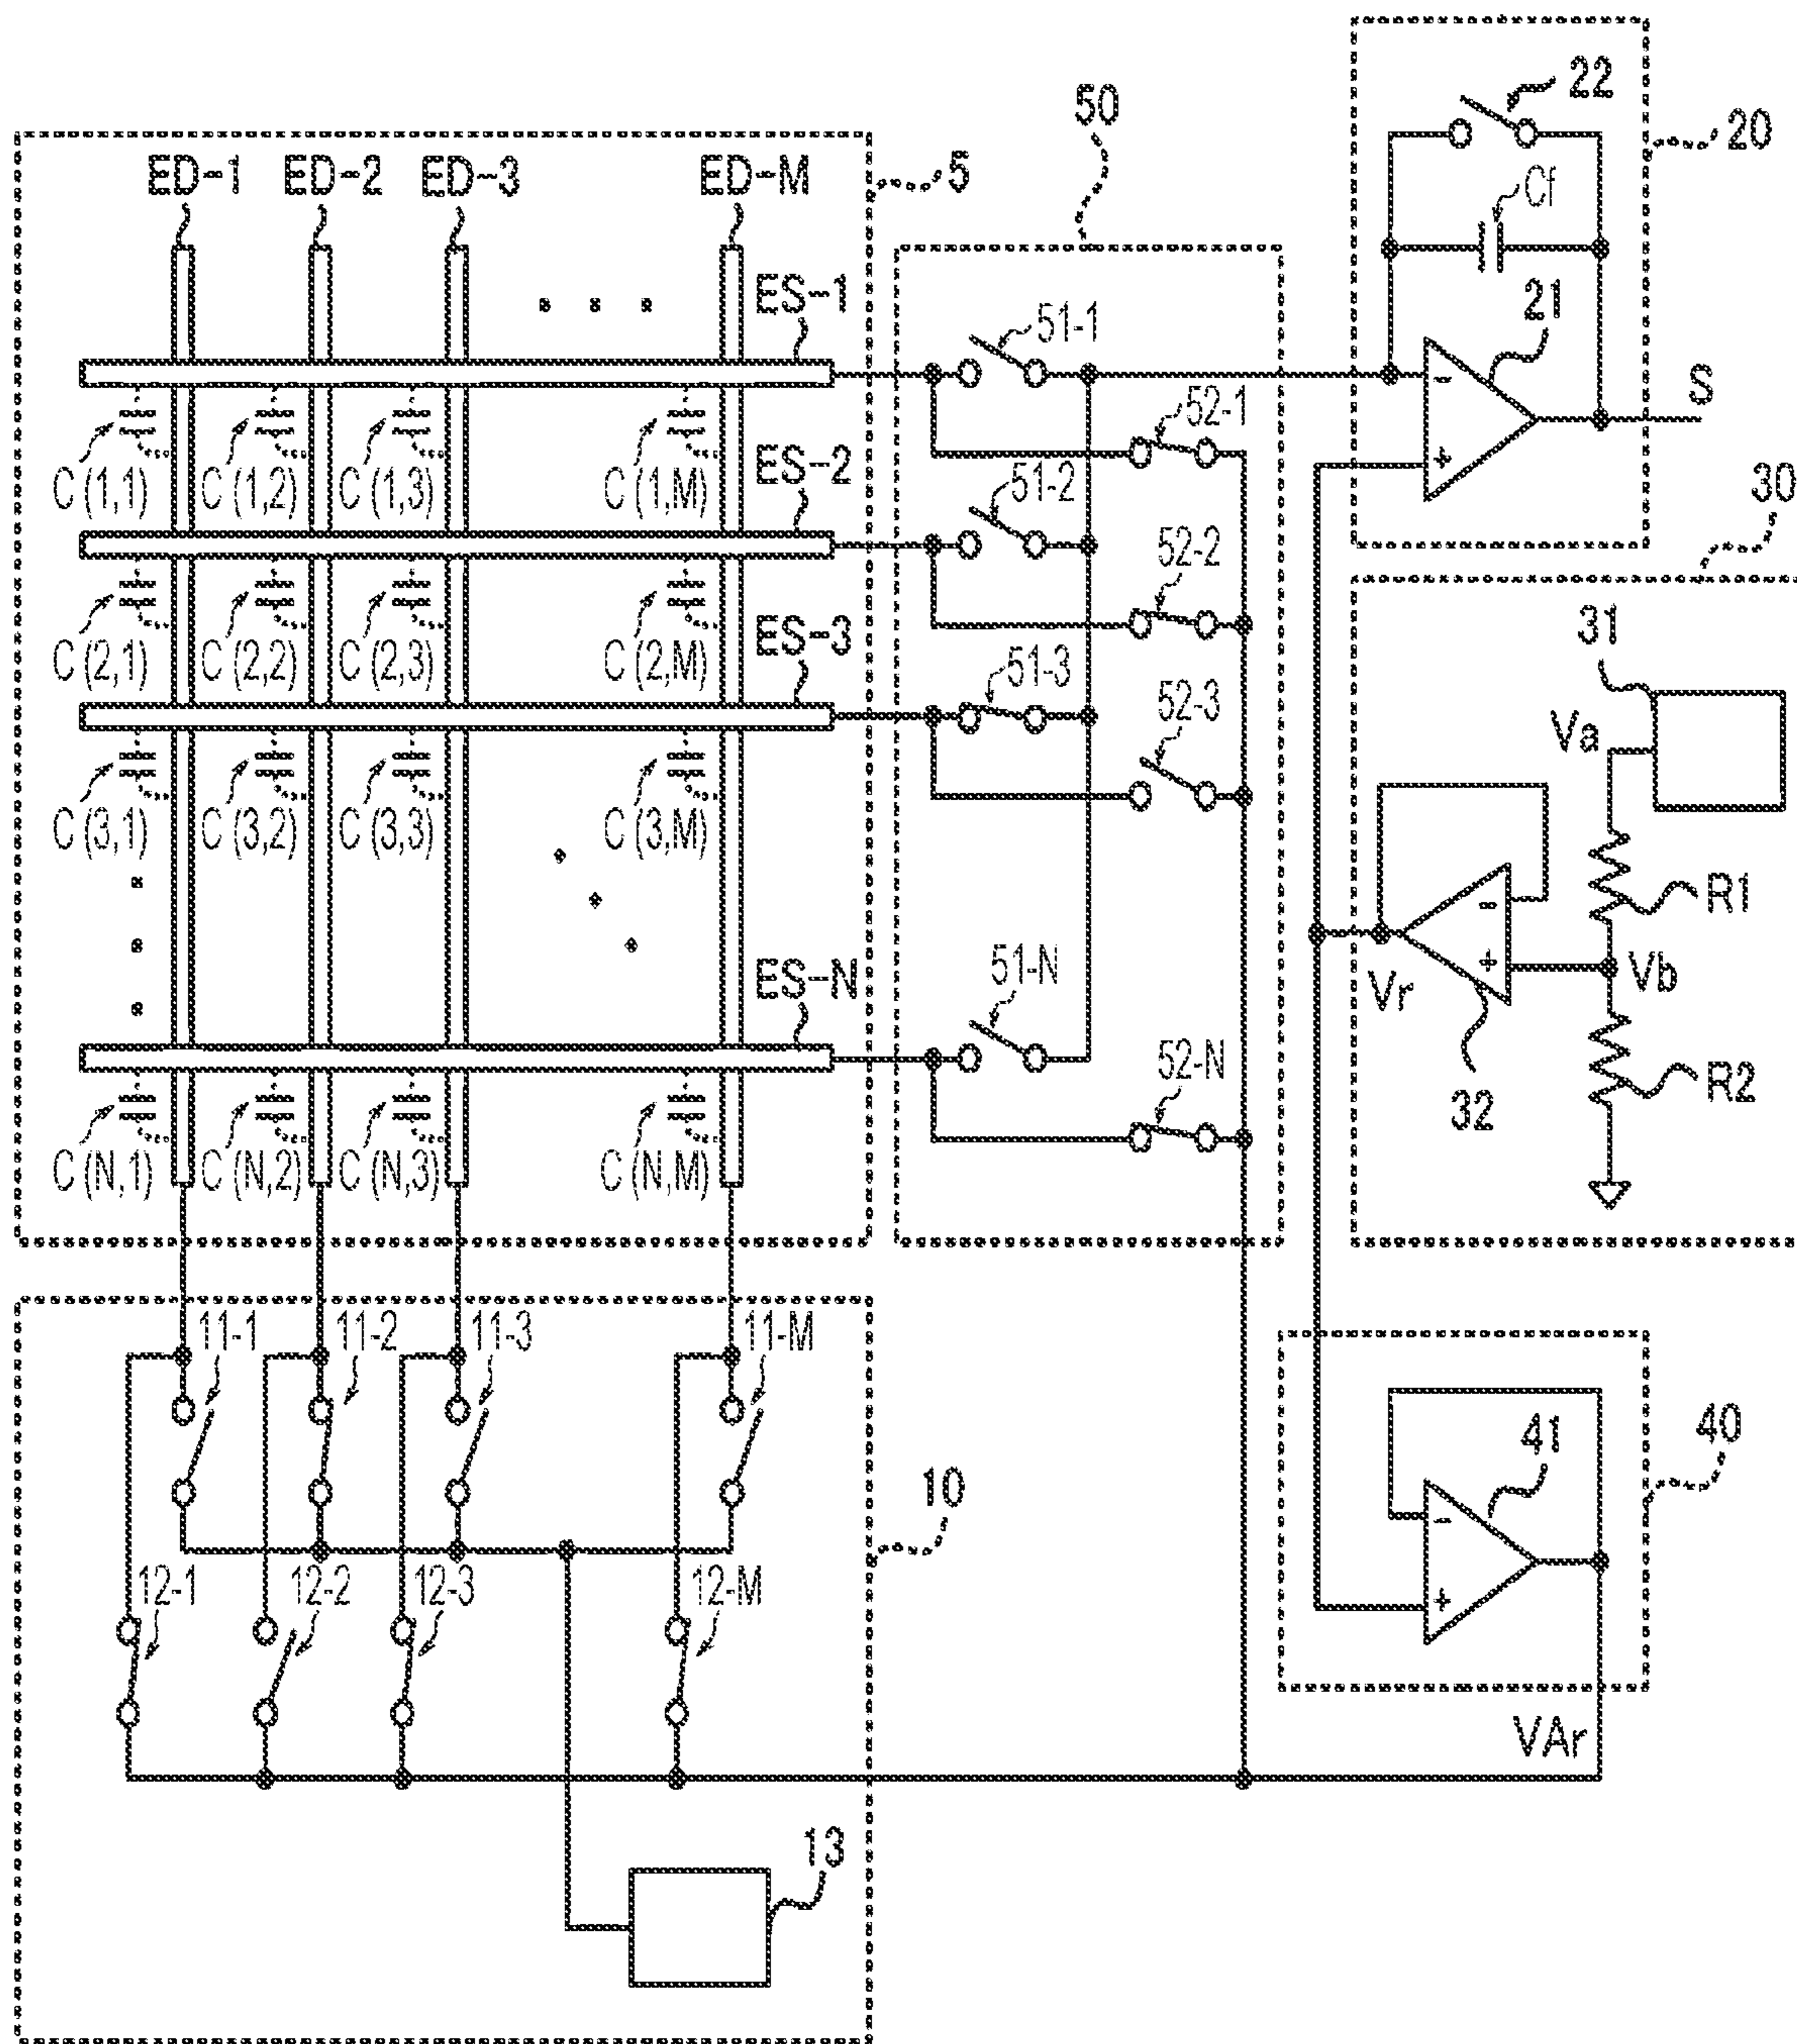 22
50
20
ED-1 ED-2 ED-3 ED-M 5
Cf
ES-1
51-1
21
52-1
S
C(1,1) C(1,2) C(1,3) C(1,M)
ES-2
51-2
30
52-2
31
C(2,1) C(2,2) C(2,3) C(2,M)
ES-3
51-3
52-3
Va
C(3,1) C(3,2) C(3,3) C(3,M)
R1
ES-N
51-N
Vr
Vb
52-N
32
R2
C(N,1) C(N,2) C(N,3) C(N,M)
11-1 11-2 11-3 11-M
10
41
40
12-1 12-2 12-3 12-M
VAr
13